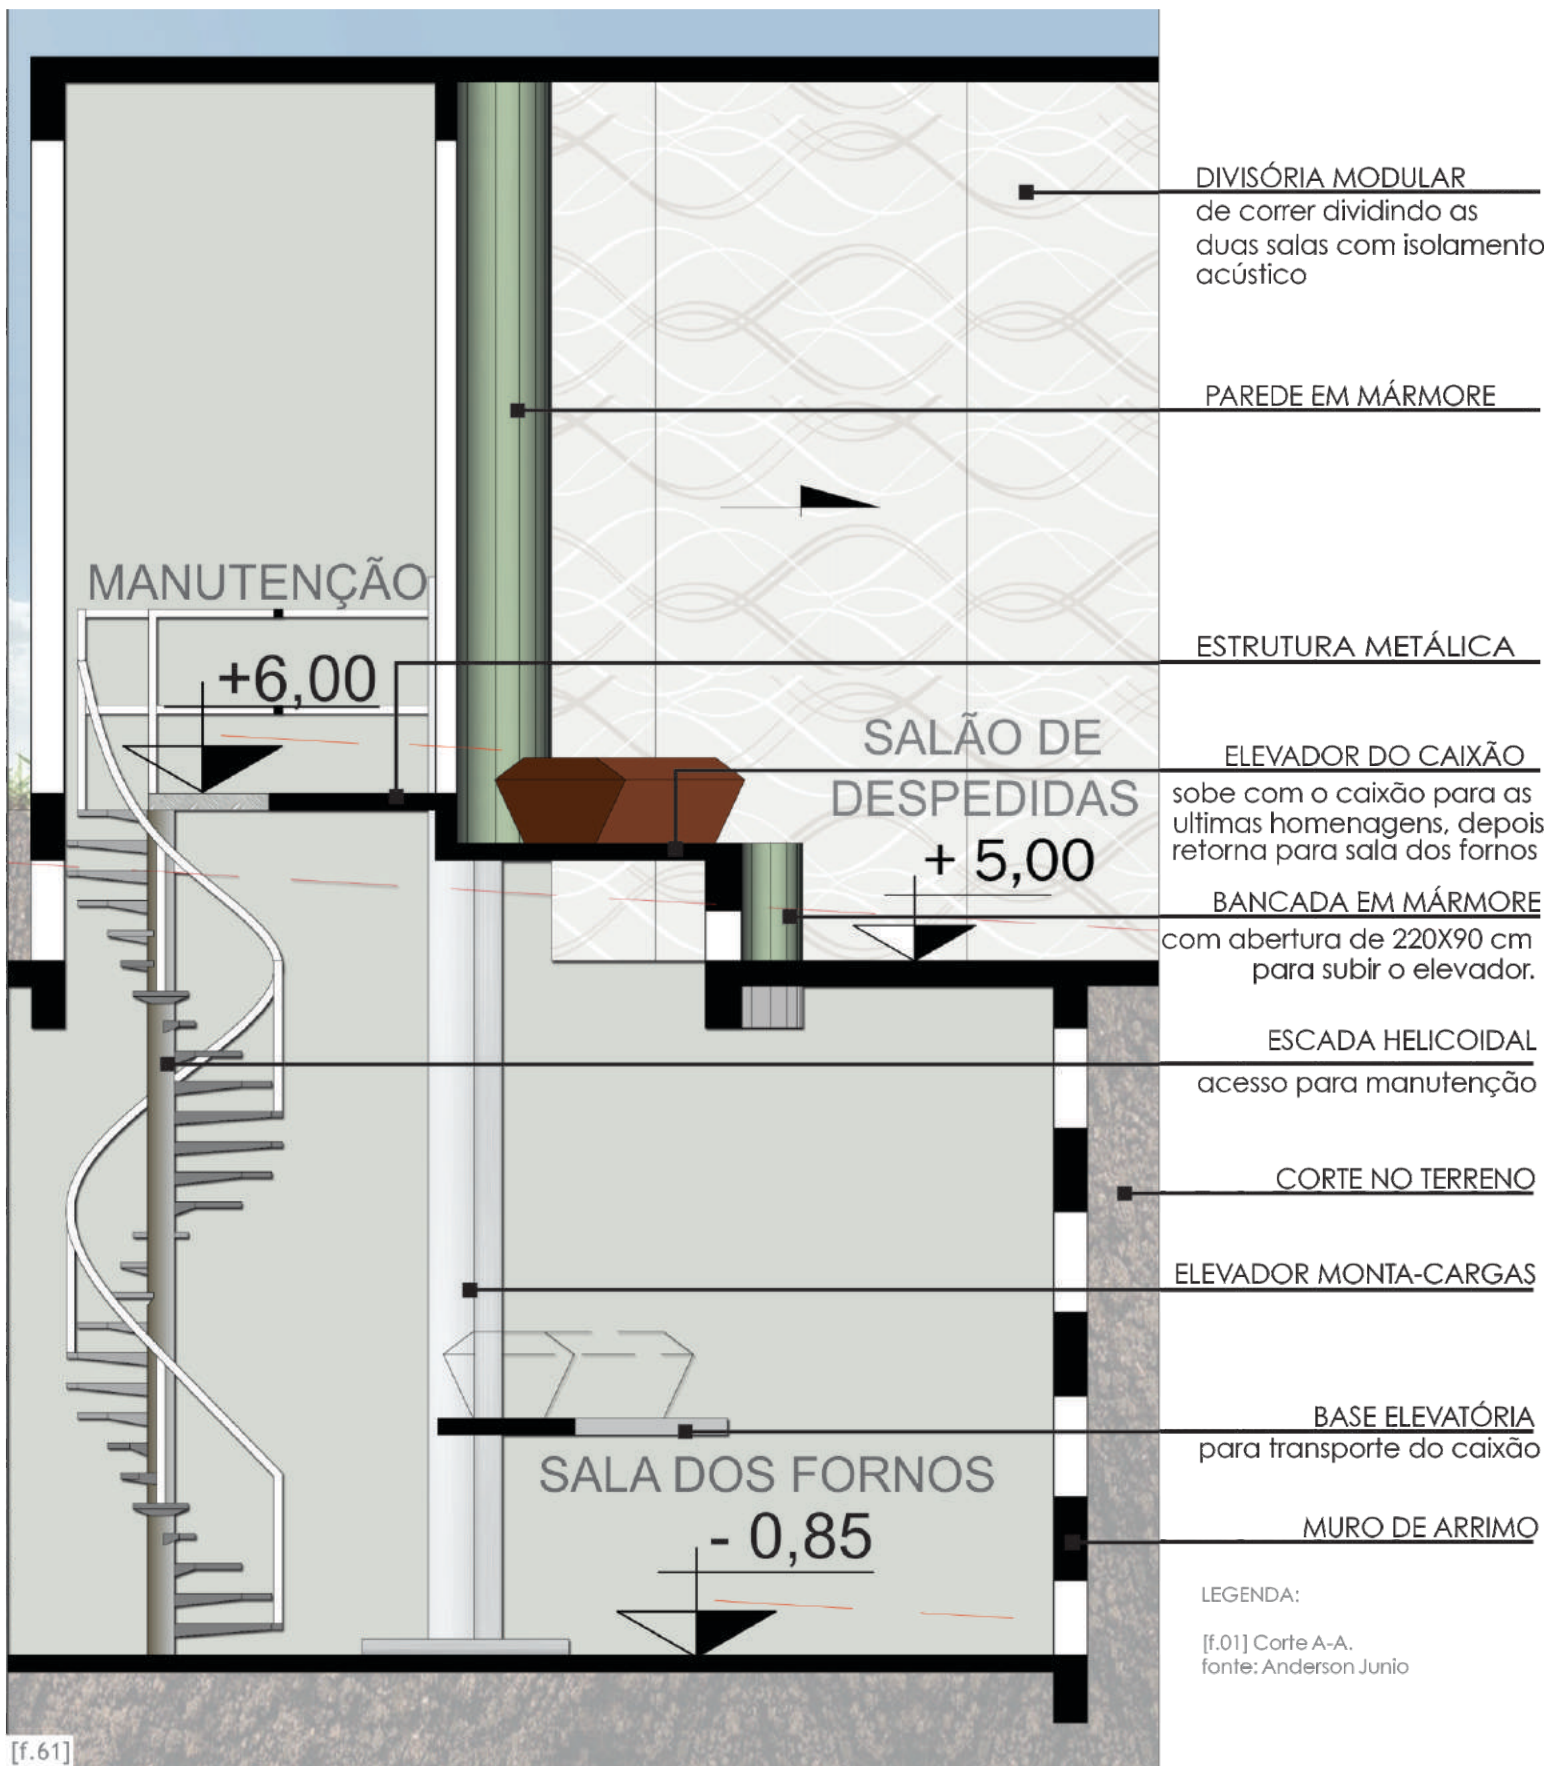 DIVISÓRIA MODULAR
de correr dividindo as
duas salas com isolamento
acústico
PAREDE EM MÁRMORE
MANUTENÇÃO
+6,00
ESTRUTURA METÁLICA
SALÃO DE
DESPEDIDAS
+ 5,00
ELEVADOR DO CAIXÃO
sobe com o caixão para as
ultimas homenagens, depois
retorna para sala dos fornos
BANCADA EM MÁRMORE
com abertura de 220X90 cm
para subir o elevador.
ESCADA HELICOIDAL
acesso para manutenção
CORTE NO TERRENO
ELEVADOR MONTA-CARGAS
BASE ELEVATÓRIA
para transporte do caixão
SALA DOS FORNOS
- 0,85
MURO DE ARRIMO
LEGENDA:
[f.01] Corte A-A.
fonte: Anderson Junio
[f.61]